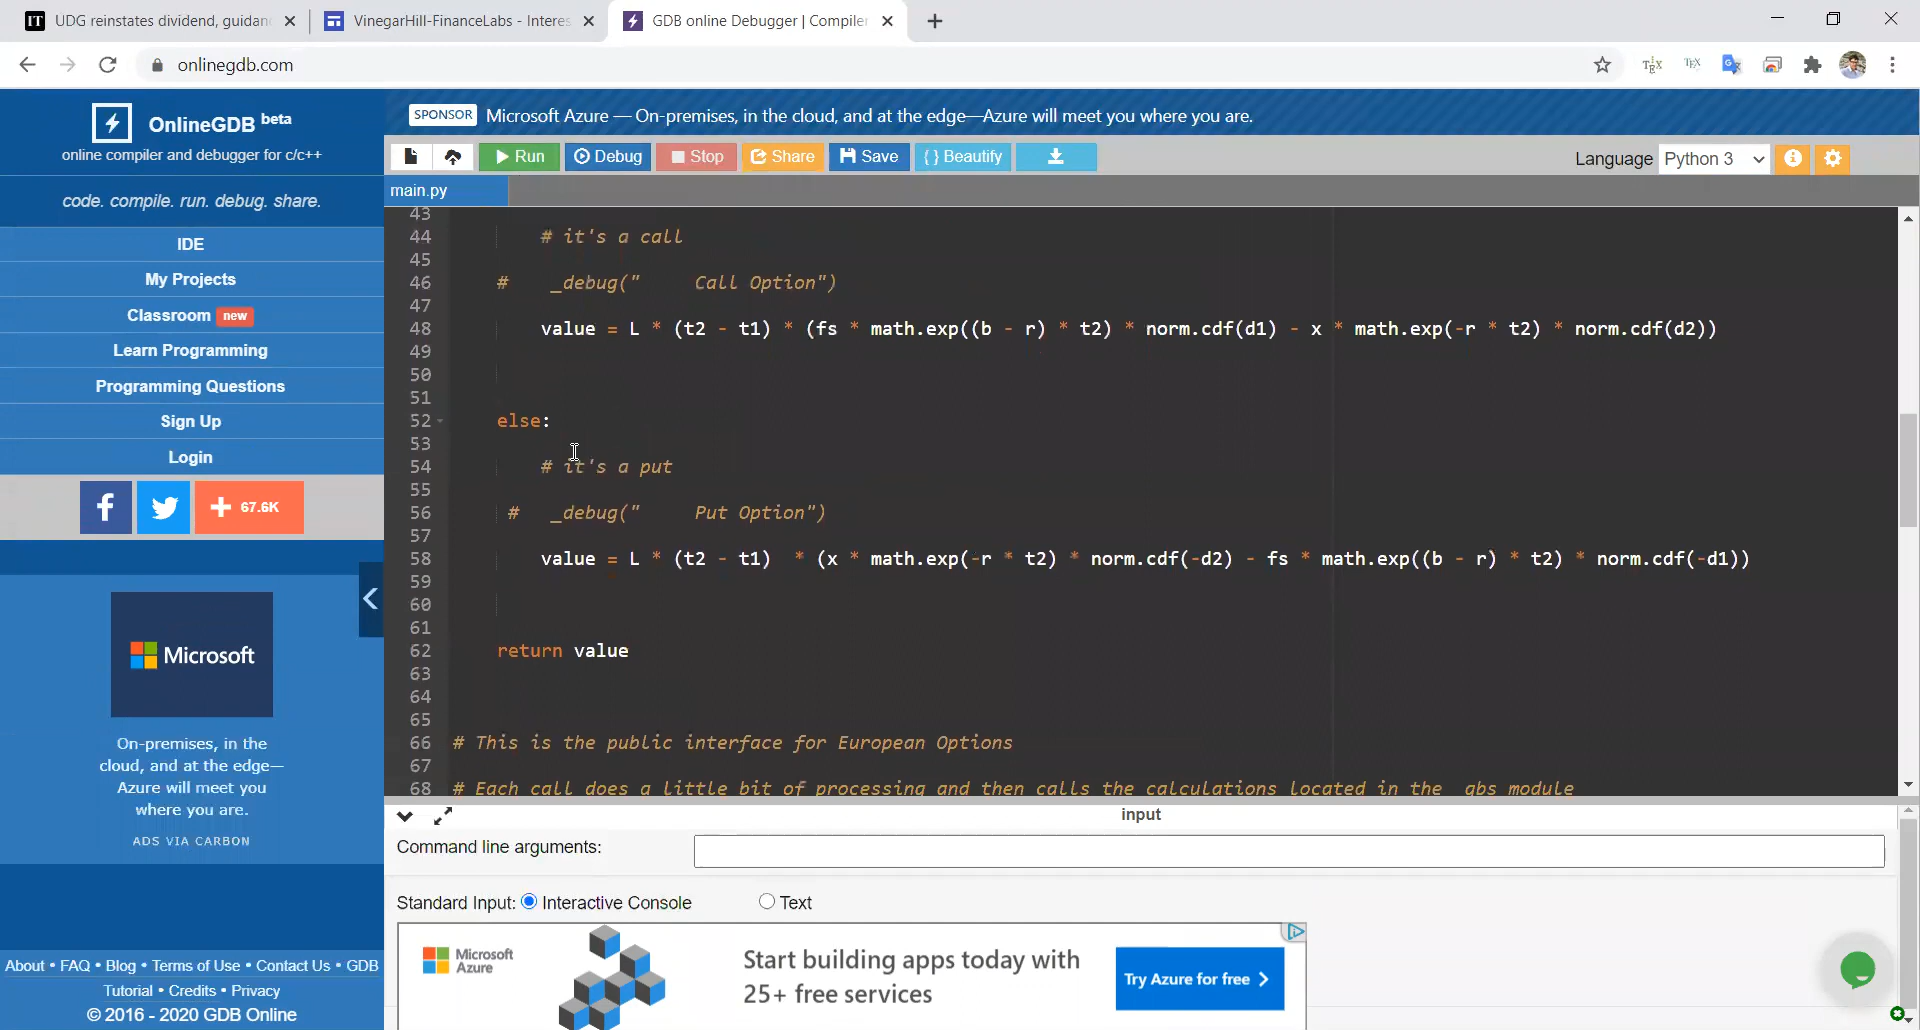 UDG reinstates dividend, guidan
VinegarHill-FinanceLabs - Interes
GDB online Debugger | Compiler
onlinegdb.com
OnlineGDB beta
online compiler and debugger for c/c++
code. compile. run. debug. share.
IDE
My Projects
Classroom new
Learn Programming
Programming Questions
Sign Up
Login
67.6K
Microsoft
On-premises, in the
cloud, and at the edge—
Azure will meet you
where you are.
ADS VIA CARBON
About • FAQ • Blog • Terms of Use • Contact Us • GDB
Tutorial • Credits • Privacy
© 2016 - 2020 GDB Online
SPONSOR Microsoft Azure — On-premises, in the cloud, and at the edge—Azure will meet you where you are.
Run Debug Stop Share Save { } Beautify
Language Python 3
main.py
43
44 # it's a call
45
46 # _debug(" Call Option")
47
48 value = L * (t2 - t1) * (fs * math.exp((b - r) * t2) * norm.cdf(d1) - x * math.exp(-r * t2) * norm.cdf(d2))
49
50
51
52 else:
53
54 # it's a put
55
56 # _debug(" Put Option")
57
58 value = L * (t2 - t1) * (x * math.exp(-r * t2) * norm.cdf(-d2) - fs * math.exp((b - r) * t2) * norm.cdf(-d1))
59
60
61
62 return value
63
64
65
66 # This is the public interface for European Options
67
68 # Each call does a little bit of processing and then calls the calculations located in the _gbs module
input
Command line arguments:
Standard Input: Interactive Console Text
Microsoft
Azure
Start building apps today with
25+ free services
Try Azure for free